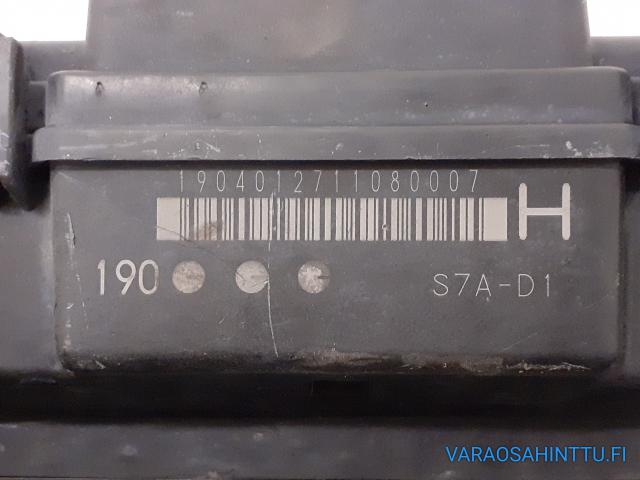 1904012711080007
H
190 S7A-D1
VARAOSAHINTTU.FI